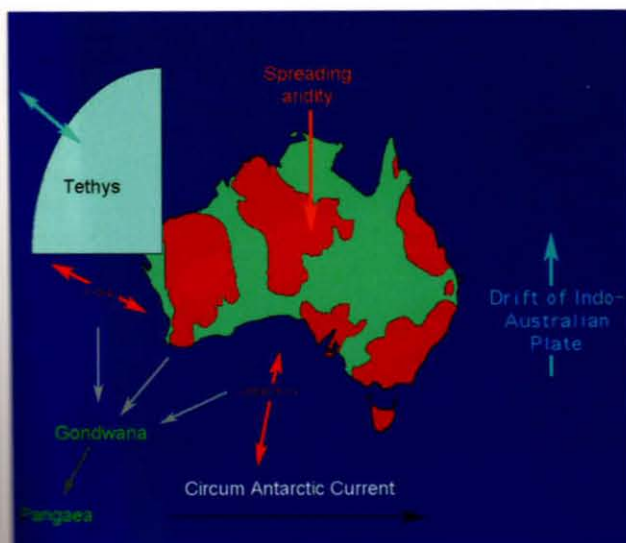 Spreading
aridity
Tethys
Drift of Indo-
Australian
Plate
Gondwana
Circum Antarctic Current
Pangaea